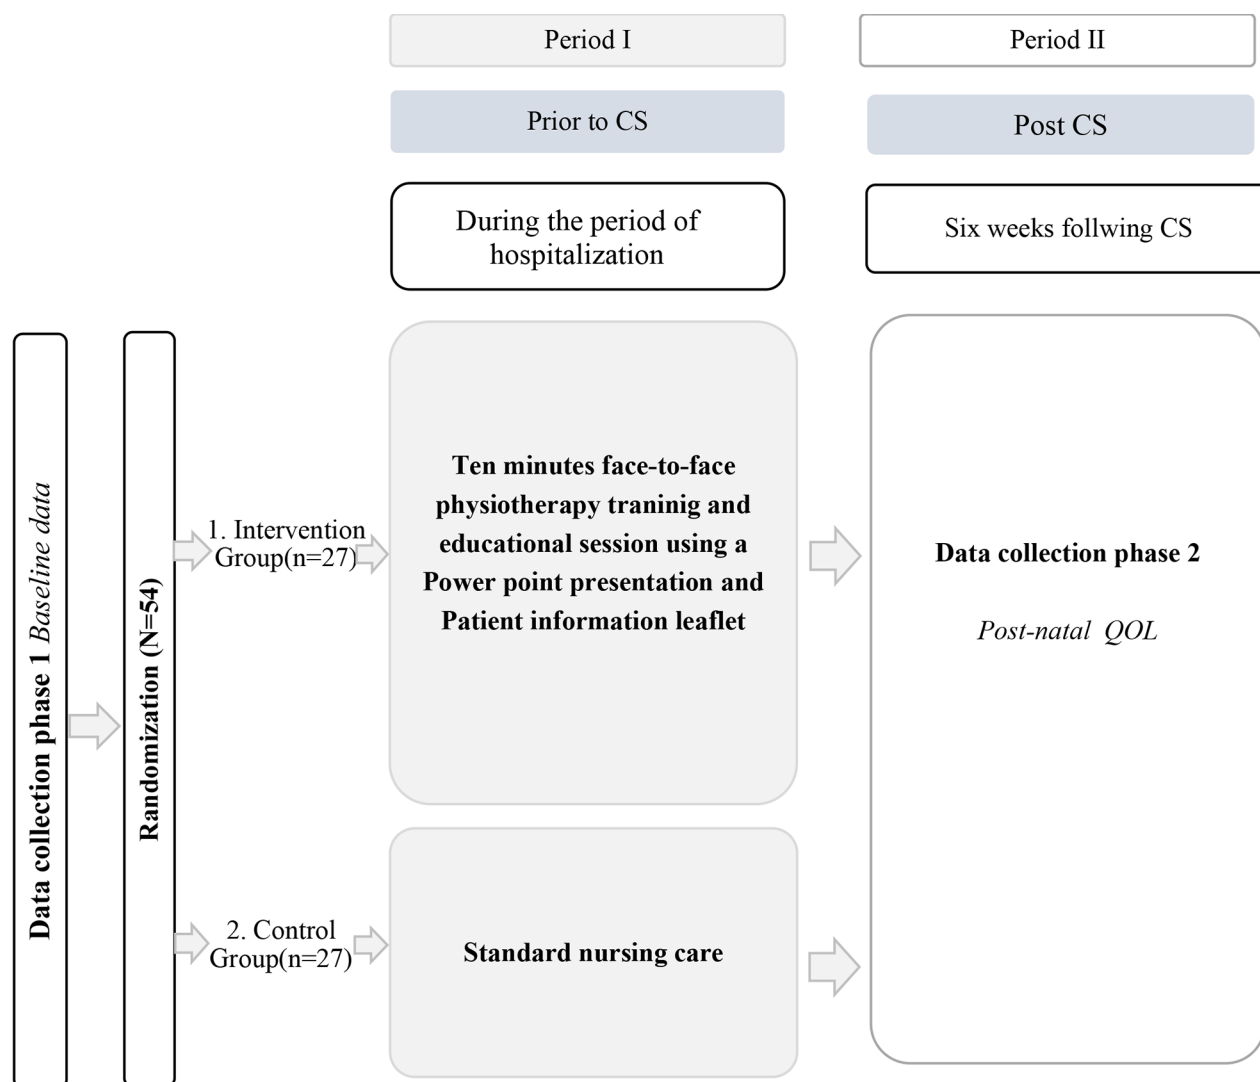 Period I
Period II
Prior to CS
Post CS
During the period of
hospitalization
Six weeks follwing CS
Data collection phase 1 Baseline data
Randomization (N=54)
1. Intervention
Group(n=27)
Ten minutes face-to-face
physiotherapy traninig and
educational session using a
Power point presentation and
Patient information leaflet
Data collection phase 2
Post-natal QOL
2. Control
Group(n=27)
Standard nursing care